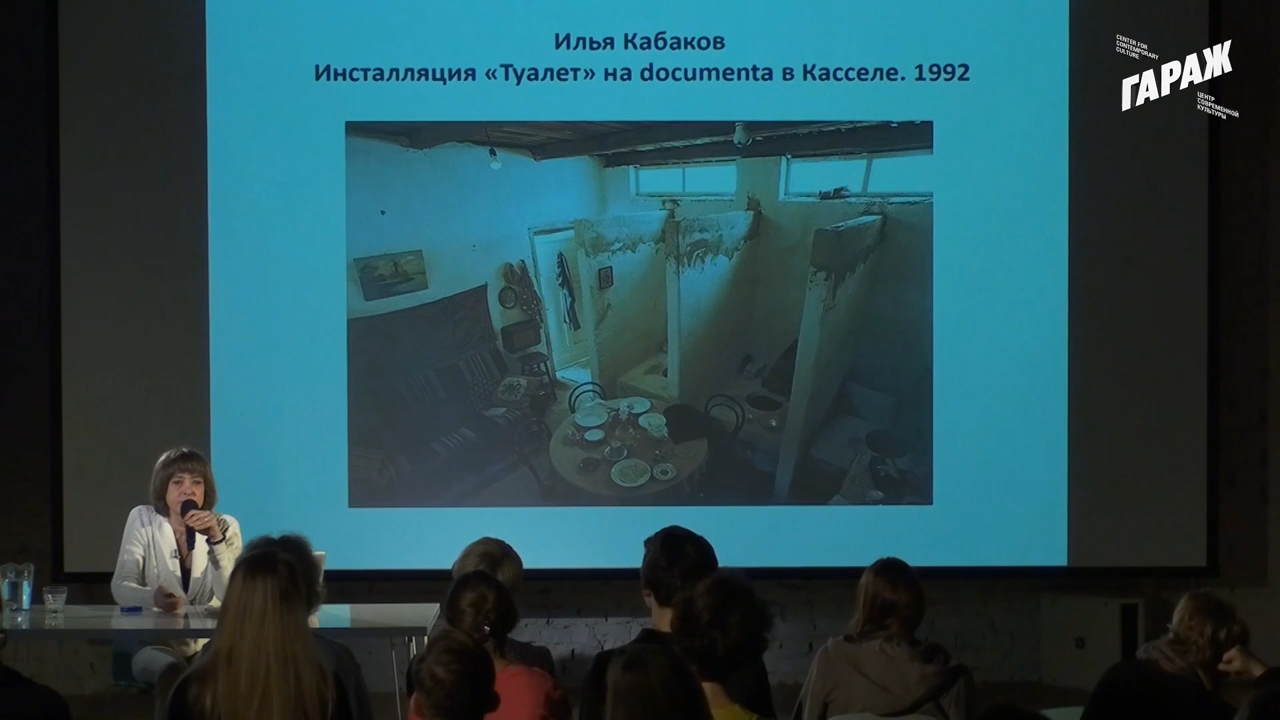 Илья Кабаков
Инсталляция «Туалет» на documenta в Касселе. 1992
CENTER FOR
CONTEMPORARY
CULTURE
ГАРАЖ
ЦЕНТР
СОВРЕМЕННОЙ
КУЛЬТУРЫ